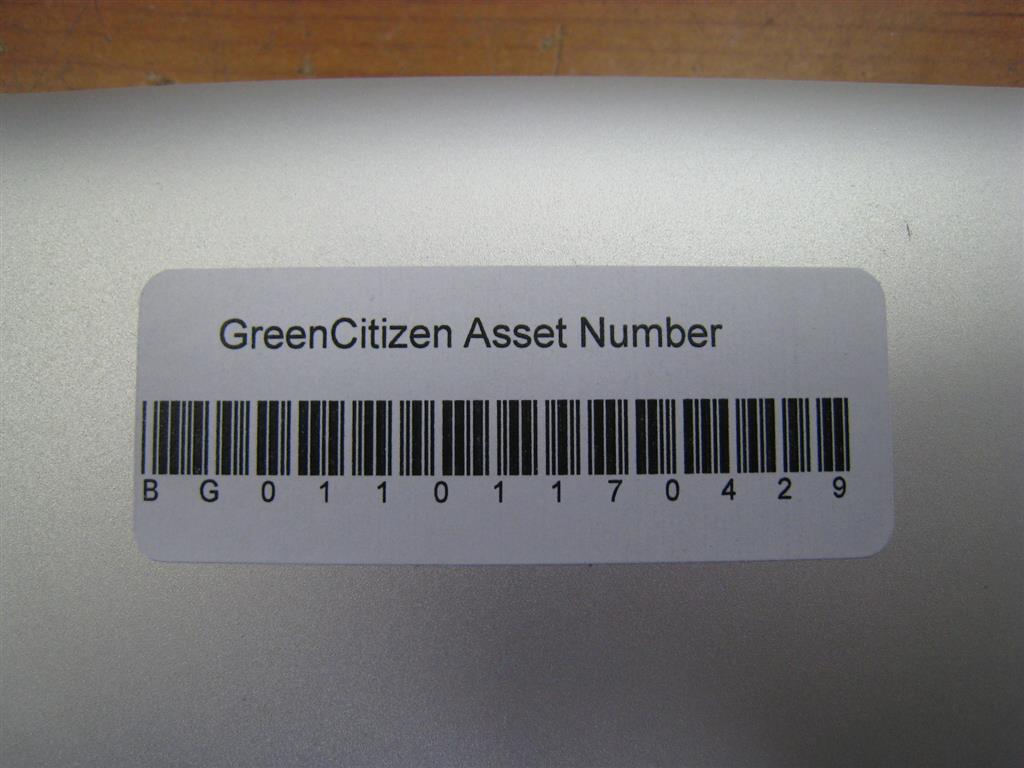 GreenCitizen Asset Number
B G 0 1 1 0 1 1 7 0 4 2 9